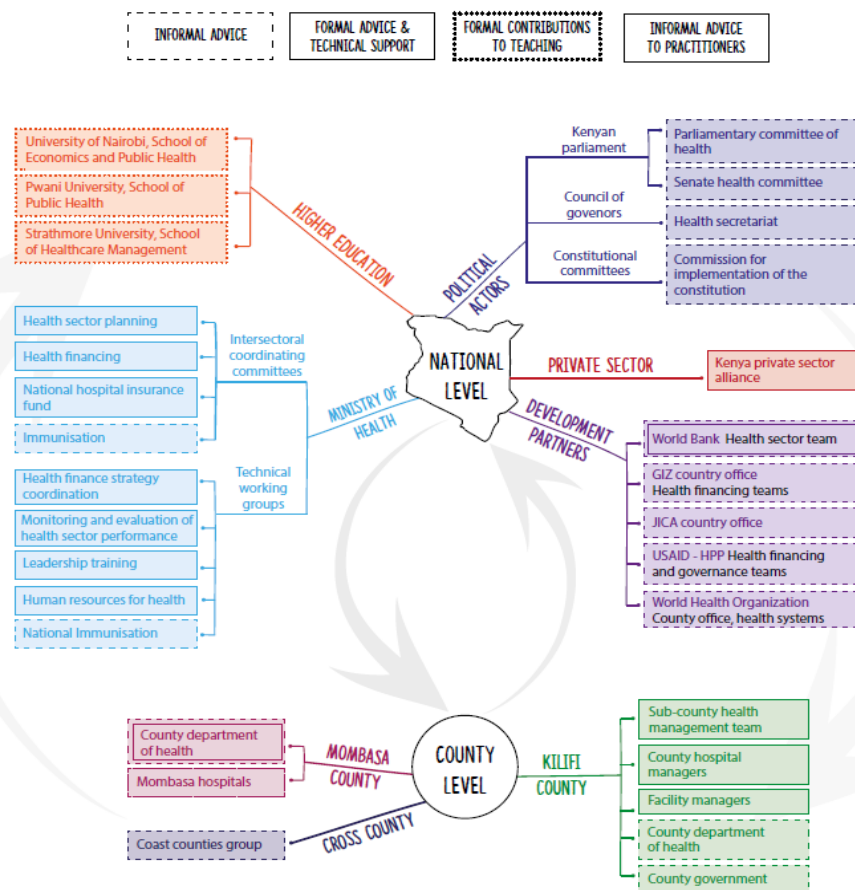 INFORMAL ADVICE
FORMAL ADVICE &
TECHNICAL SUPPORT
FORMAL CONTRIBUTIONS
TO TEACHING
INFORMAL ADVICE
TO PRACTITIONERS
University of Nairobi, School of
Economics and Public Health
Pwani University, School of
Public Health
Strathmore University, School
of Healthcare Management
HIGHER EDUCATION
Kenyan
parliament
Parliamentary committee of
health
Senate health committee
Council of
govenors
Health secretariat
Constitutional
committees
Commission for
implementation of the
constitution
POLITICAL
ACTORS
NATIONAL
LEVEL
PRIVATE SECTOR
Kenya private sector
alliance
Health sector planning
Health financing
National hospital insurance
fund
Immunisation
Intersectoral
coordinating
committees
MINISTRY OF
HEALTH
Technical
working
groups
Health finance strategy
coordination
Monitoring and evaluation of
health sector performance
Leadership training
Human resources for health
National Immunisation
DEVELOPMENT
PARTNERS
World Bank Health sector team
GIZ country office
Health financing teams
JICA country office
USAID - HPP Health financing
and governance teams
World Health Organization
County office, health systems
County department
of health
Mombasa hospitals
MOMBASA
COUNTY
Coast counties group
CROSS COUNTY
COUNTY
LEVEL
KILIFI
COUNTY
Sub-county health
management team
County hospital
managers
Facility managers
County department
of health
County government